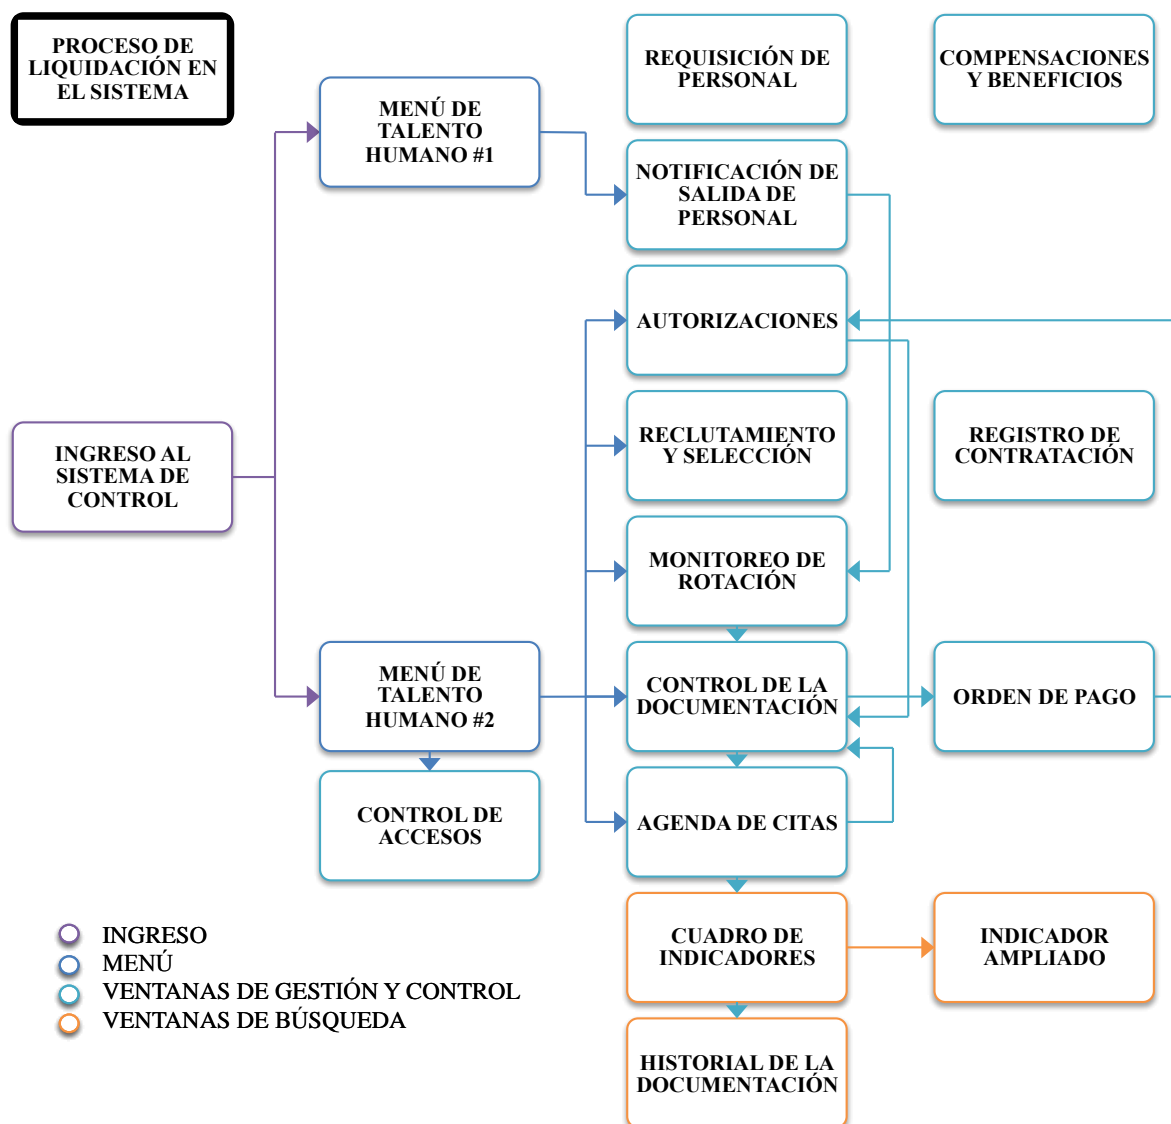 PROCESO DE
LIQUIDACIÓN EN
EL SISTEMA
REQUISICIÓN DE
PERSONAL
COMPENSACIONES
Y BENEFICIOS
MENÚ DE
TALENTO
HUMANO #1
NOTIFICACIÓN DE
SALIDA DE
PERSONAL
AUTORIZACIONES
INGRESO AL
SISTEMA DE
CONTROL
RECLUTAMIENTO
Y SELECCIÓN
REGISTRO DE
CONTRATACIÓN
MONITOREO DE
ROTACIÓN
MENÚ DE
TALENTO
HUMANO #2
CONTROL DE LA
DOCUMENTACIÓN
ORDEN DE PAGO
CONTROL DE
ACCESOS
AGENDA DE CITAS
CUADRO DE
INDICADORES
INDICADOR
AMPLIADO
INGRESO
MENÚ
VENTANAS DE GESTIÓN Y CONTROL
VENTANAS DE BÚSQUEDA
HISTORIAL DE LA
DOCUMENTACIÓN